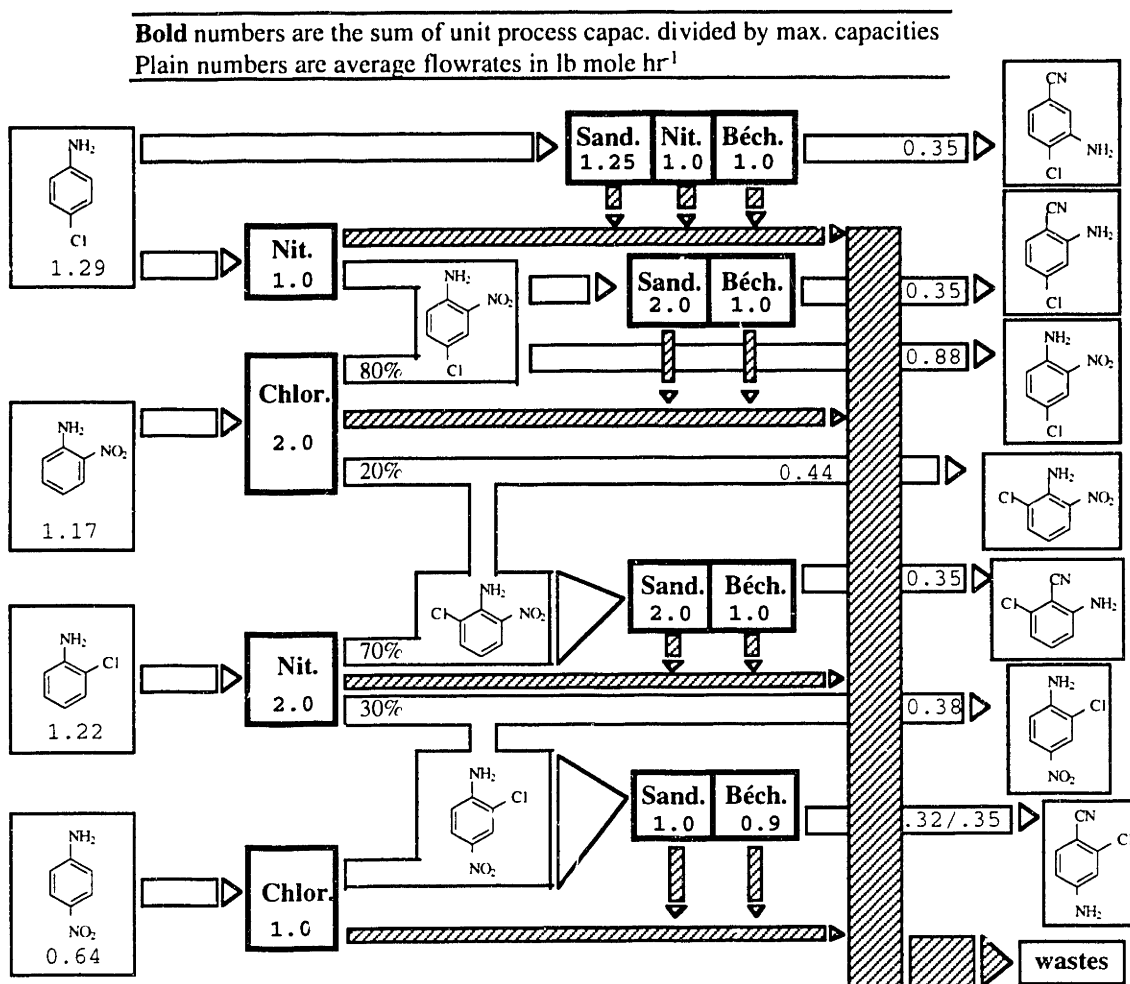 Bold numbers are the sum of unit process capac. divided by max. capacities
Plain numbers are average flowrates in lb mole hr¹
NH₂
Cl
1.29
Sand. Nit. Béch.
1.25 1.0 1.0
0.35
CN
NH₂
Cl
Nit.
1.0
NH₂
NO₂
Cl
Sand. Béch.
2.0 1.0
0.35
CN
NH₂
Cl
80%
0.88
NH₂
NO₂
Cl
NH₂
NO₂
1.17
Chlor.
2.0
20%
0.44
NH₂
Cl
NO₂
NH₂
Cl
NO₂
Sand. Béch.
2.0 1.0
0.35
CN
Cl
NH₂
NH₂
Cl
1.22
Nit.
2.0
70%
30%
0.38
NH₂
Cl
NO₂
NH₂
Cl
NO₂
Sand. Béch.
1.0 0.9
.32/.35
CN
Cl
NH₂
NH₂
NO₂
0.64
Chlor.
1.0
wastes